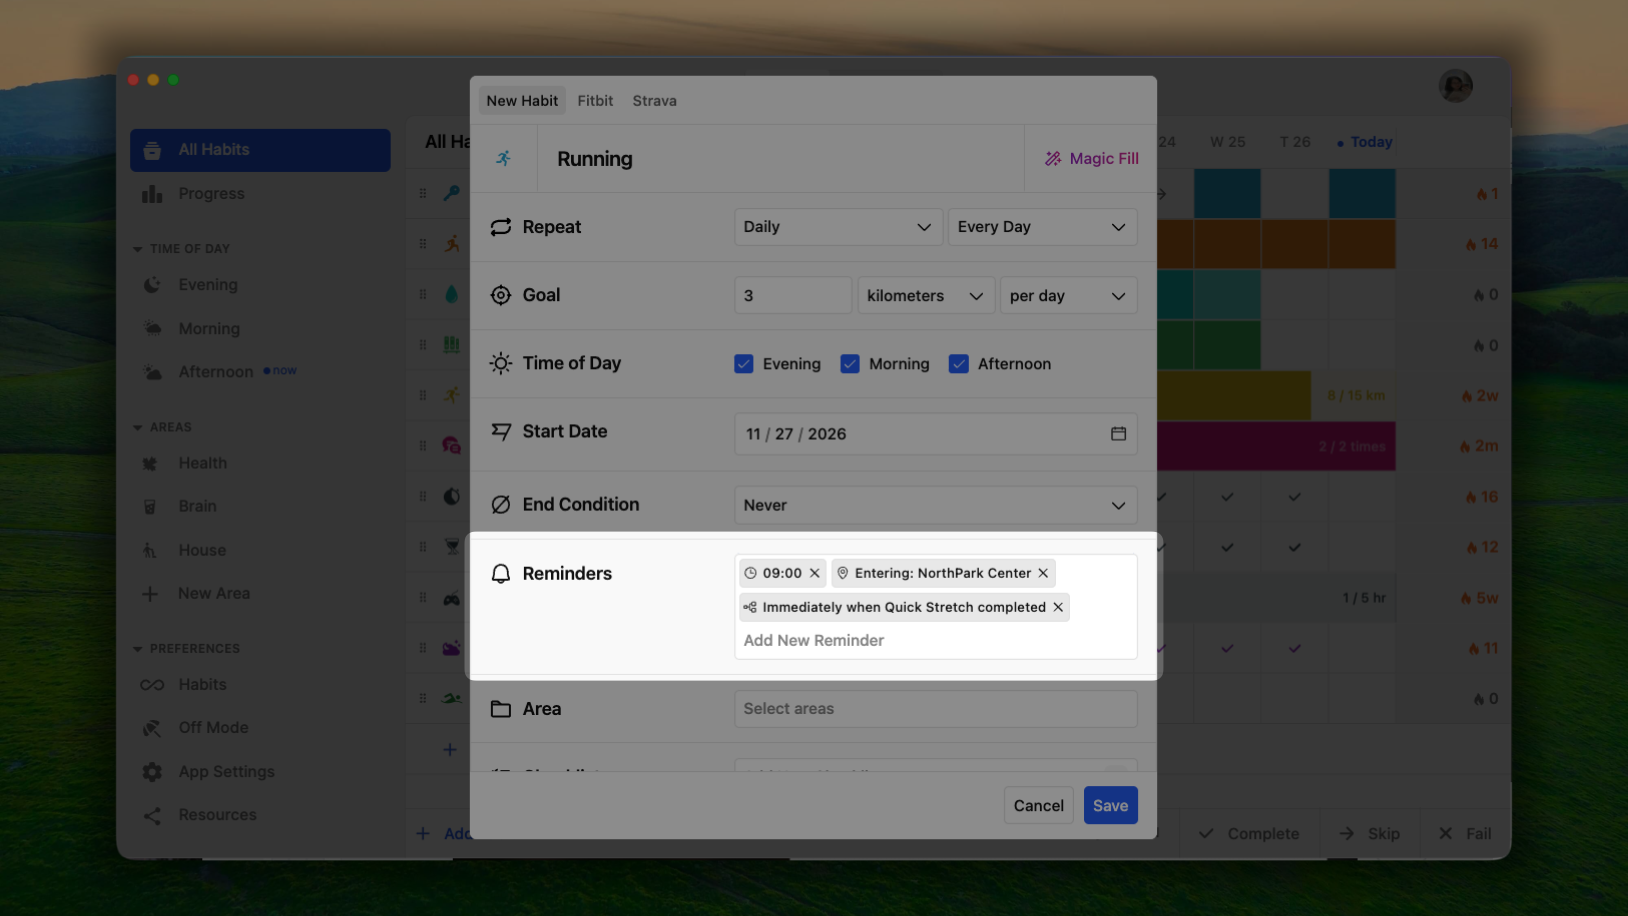 New Habit Fitbit Strava
All Habits
Progress
TIME OF DAY
Evening
Morning
Afternoon now
AREAS
Health
Brain
House
New Area
PREFERENCES
Habits
Off Mode
App Settings
Resources
All Ha
Running
Magic Fill
Repeat
Daily
Every Day
Goal
3
kilometers
per day
Time of Day
Evening
Morning
Afternoon
Start Date
11 / 27 / 2026
End Condition
Never
Reminders
09:00
Entering: NorthPark Center
Immediately when Quick Stretch completed
Add New Reminder
Area
Select areas
Cancel
Save
24 W 25 T 26 Today
1
14
0
0
8 / 15 km
2w
2 / 2 times
2m
16
12
1 / 5 hr
5w
11
0
Add
Complete
Skip
Fail